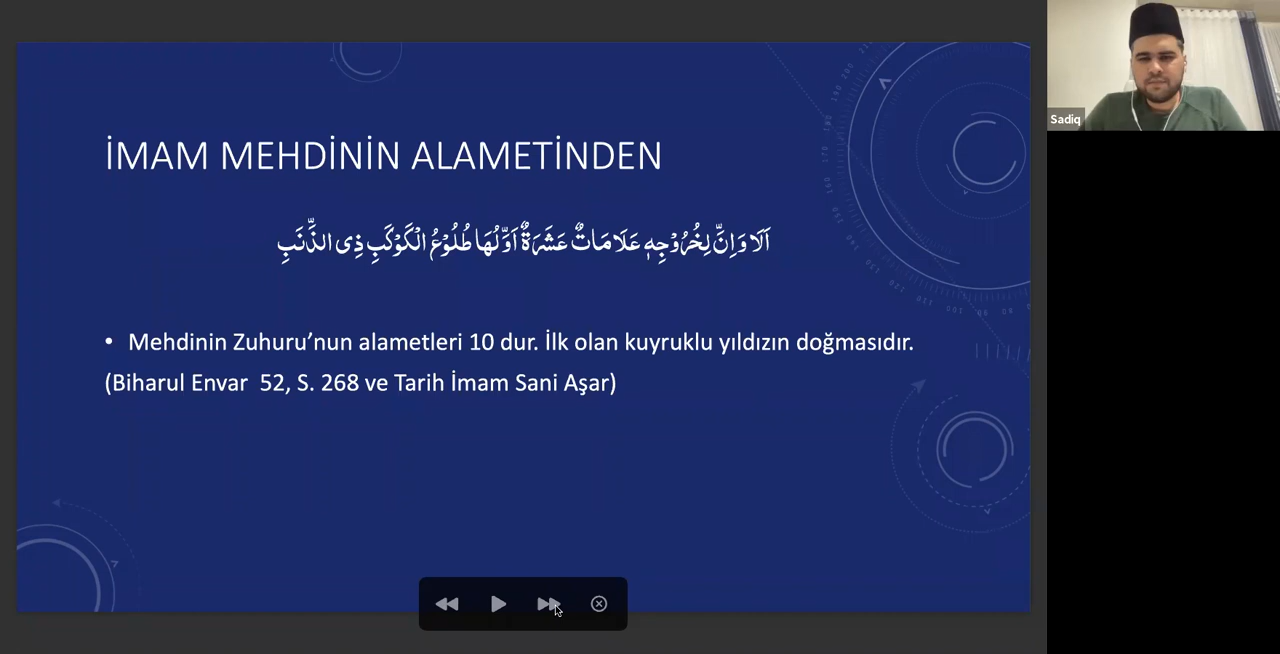 İMAM MEHDİNİN ALAMETİNDEN
اَلَا وَاِنَّ لِخُرُوْجِهٖ عَلَامَاتٌ عَشَرَةٌ اَوَّلُهَا طُلُوْعُ الْكَوْكَبِ ذِى الذَّنَبِ
• Mehdinin Zuhuru’nun alametleri 10 dur. İlk olan kuyruklu yıldızın doğmasıdır.
(Biharul Envar 52, S. 268 ve Tarih İmam Sani Aşar)
Sadiq